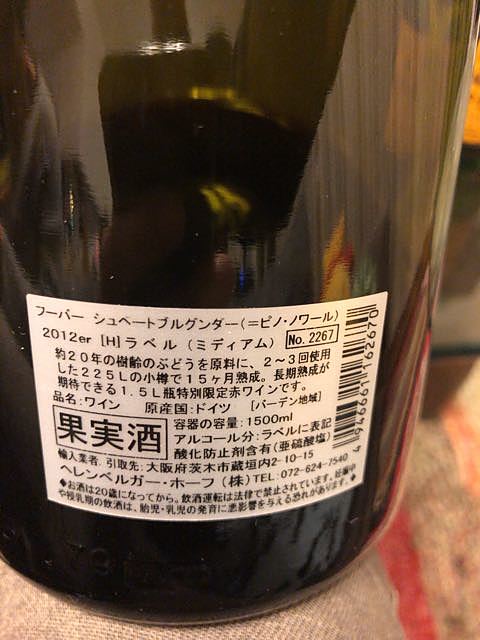 フーバー シュペートブルグンダー(=ピノ・ノワール)
2012er [H]ラベル (ミディアム) No.2267
約20年の樹齢のぶどうを原料に、2~3回使用
した225Lの小樽で15ヶ月熟成。長期熟成が
期待できる1.5L瓶特別限定赤ワインです。
品名:ワイン 原産国:ドイツ [バーデン地域]
果実酒
容器の容量:1500ml
アルコール分:ラベルに表記
酸化防止剤含有(亜硫酸塩)
輸入業者、引取先:大阪府茨木市蔵垣内2-10-15
ヘレンベルガー・ホーフ(株)TEL:072-624-7540
◆お酒は20歳になってから。飲酒運転は法律で禁止されています。妊娠中
や授乳期の飲酒は、胎児・乳児の発育に悪影響を与える恐れがあります。◆
4946661162670